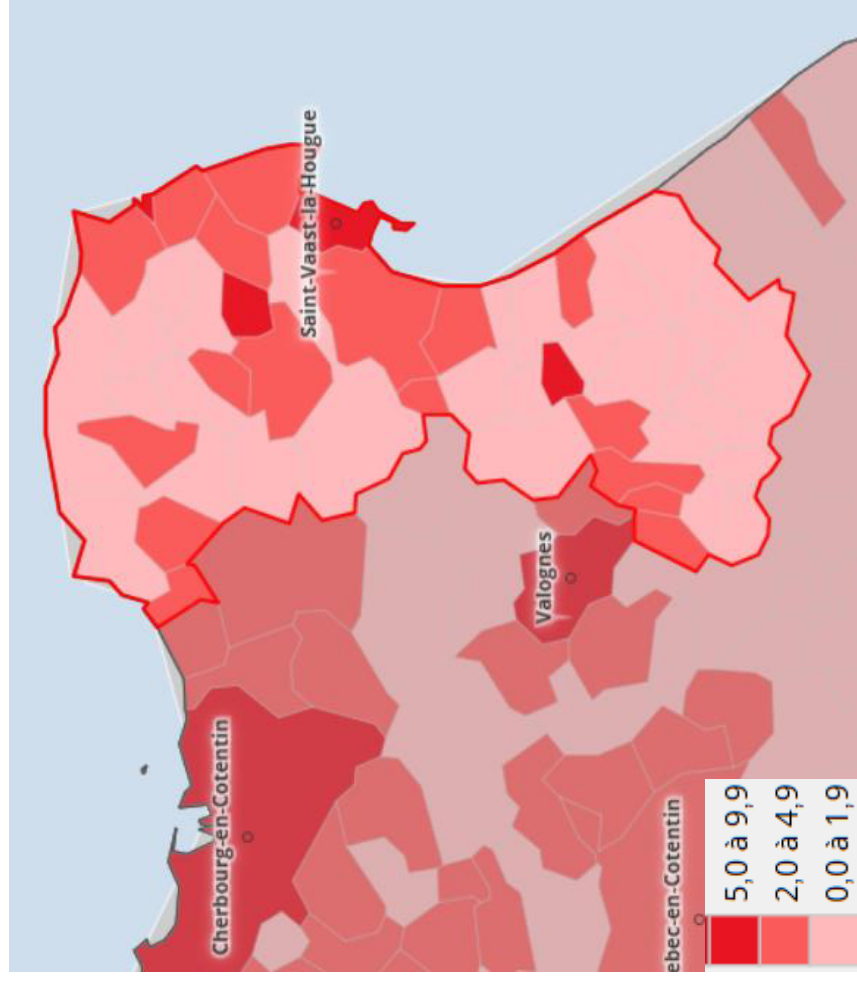 Saint-Vaast-la-Hougue
Valognes
Cherbourg-en-Cotentin
ebec-en-Cotentin
5,0 à 9,9
2,0 à 4,9
0,0 à 1,9